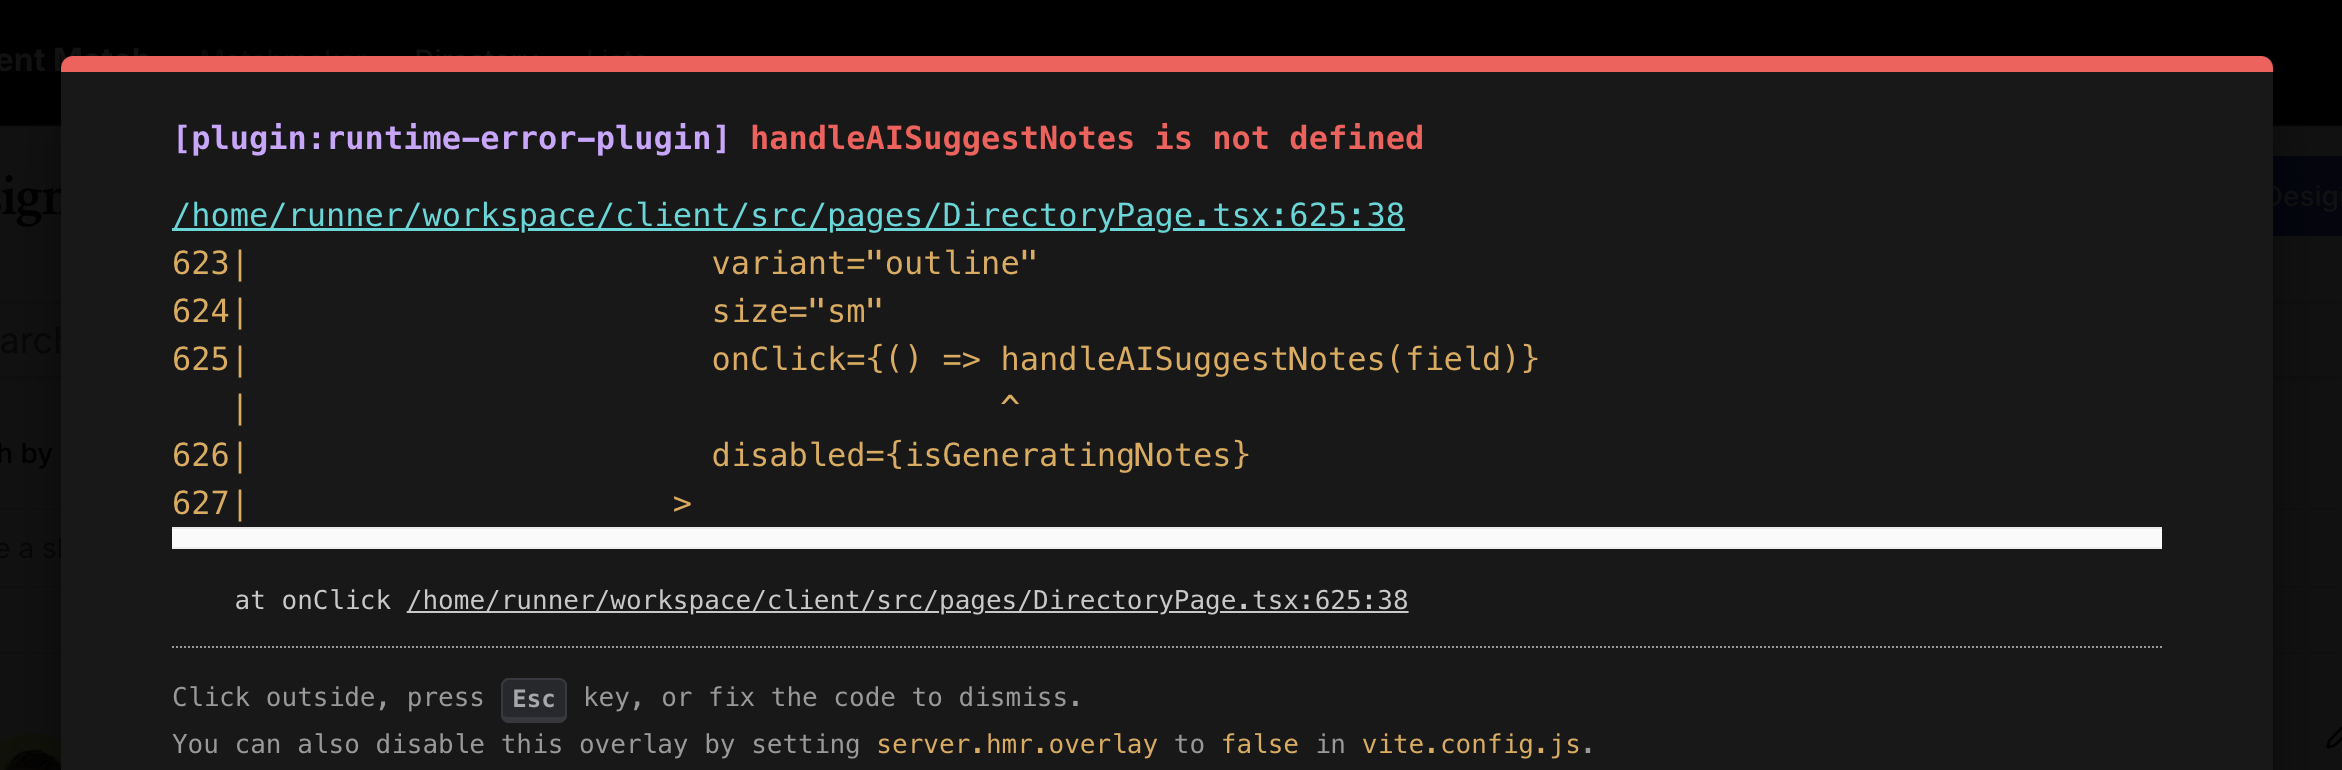 [plugin:runtime-error-plugin] handleAISuggestNotes is not defined
/home/runner/workspace/client/src/pages/DirectoryPage.tsx:625:38
623|                        variant="outline"
624|                        size="sm"
625|                        onClick={() => handleAISuggestNotes(field)}
   |                                       ^
626|                        disabled={isGeneratingNotes}
627|                      >
at onClick /home/runner/workspace/client/src/pages/DirectoryPage.tsx:625:38
Click outside, press Esc key, or fix the code to dismiss.
You can also disable this overlay by setting server.hmr.overlay to false in vite.config.js.